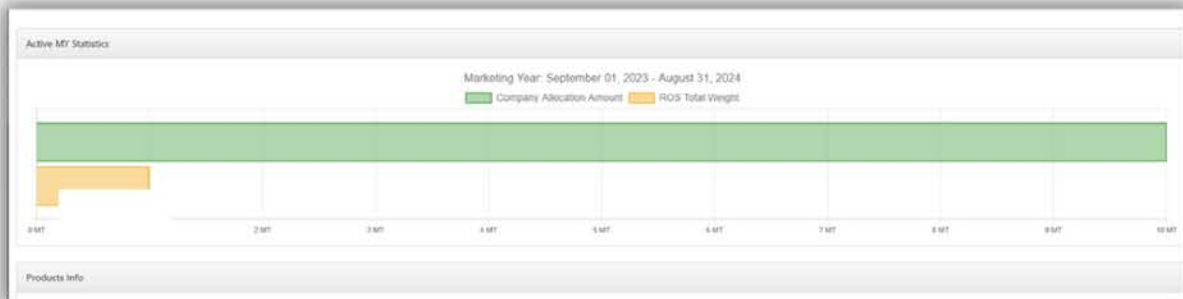 Active MY Statistics
Marketing Year: September 01, 2023 - August 31, 2024
Company Allocation Amount ROS Total Weight
0 MT 2 MT 3 MT 4 MT 5 MT 6 MT 7 MT 8 MT 9 MT 10 MT
Products Info